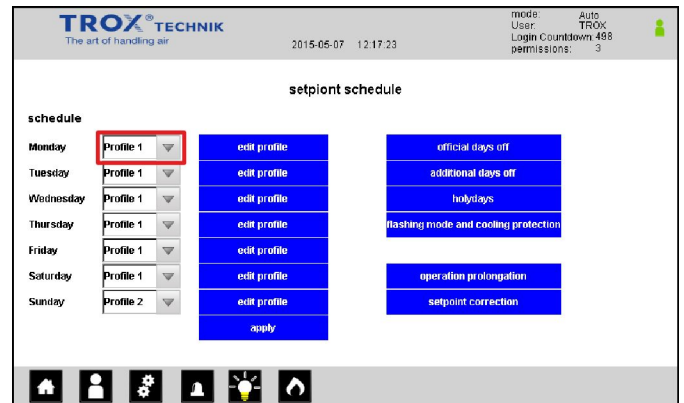 TROX® TECHNIK
The art of handling air
2015-05-07 12:17:23
mode: Auto
User: TROX
Login Countdown: 498
permissions: 3
setpiont schedule
schedule
Monday Profile 1 edit profile official days off
Tuesday Profile 1 edit profile additional days off
Wednesday Profile 1 edit profile holydays
Thursday Profile 1 edit profile flashing mode and cooling protection
Friday Profile 1 edit profile
Saturday Profile 1 edit profile operation prolongation
Sunday Profile 2 edit profile setpoint correction
apply